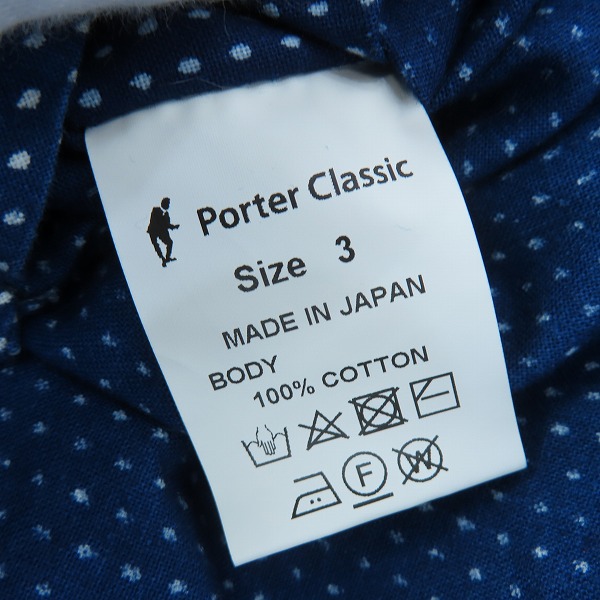 Porter Classic
Size 3
MADE IN JAPAN
BODY
100% COTTON
F W